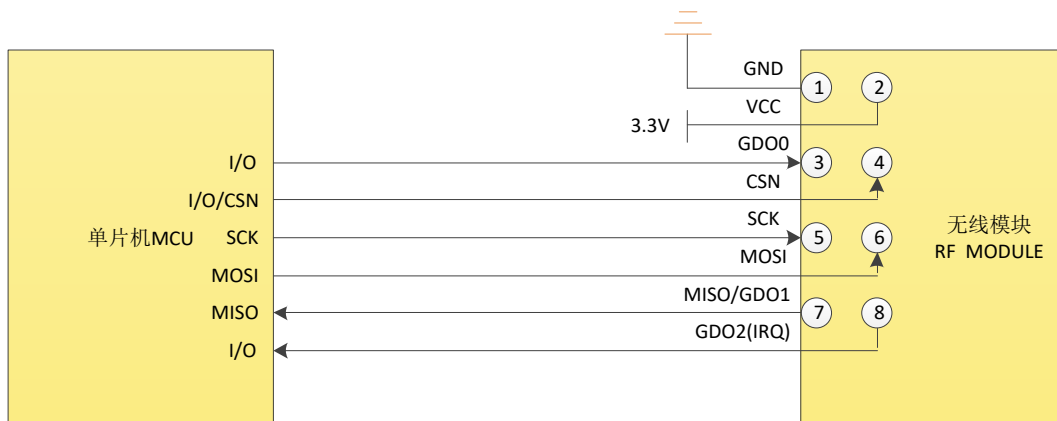 GND
1 2
VCC
3.3V
GDO0
I/O
3 4
CSN
I/O/CSN
SCK
单片机MCU SCK
5 6
无线模块
RF MODULE
MOSI
MOSI
MISO/GDO1
MISO
7 8
GDO2(IRQ)
I/O